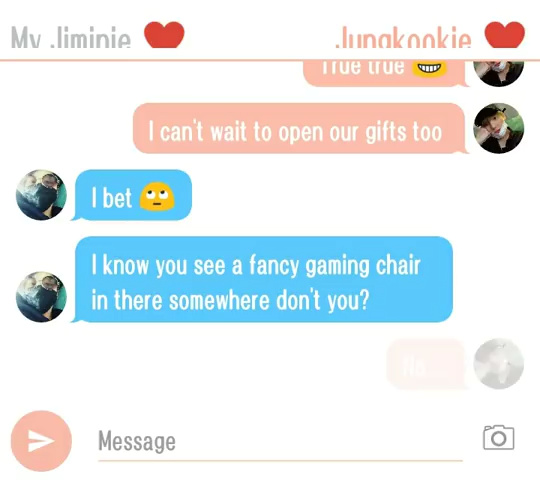 My Jiminie ❤️
Jungkookie ❤️
True true 😁
I can't wait to open our gifts too
I bet 🙄
I know you see a fancy gaming chair
in there somewhere don't you?
Message